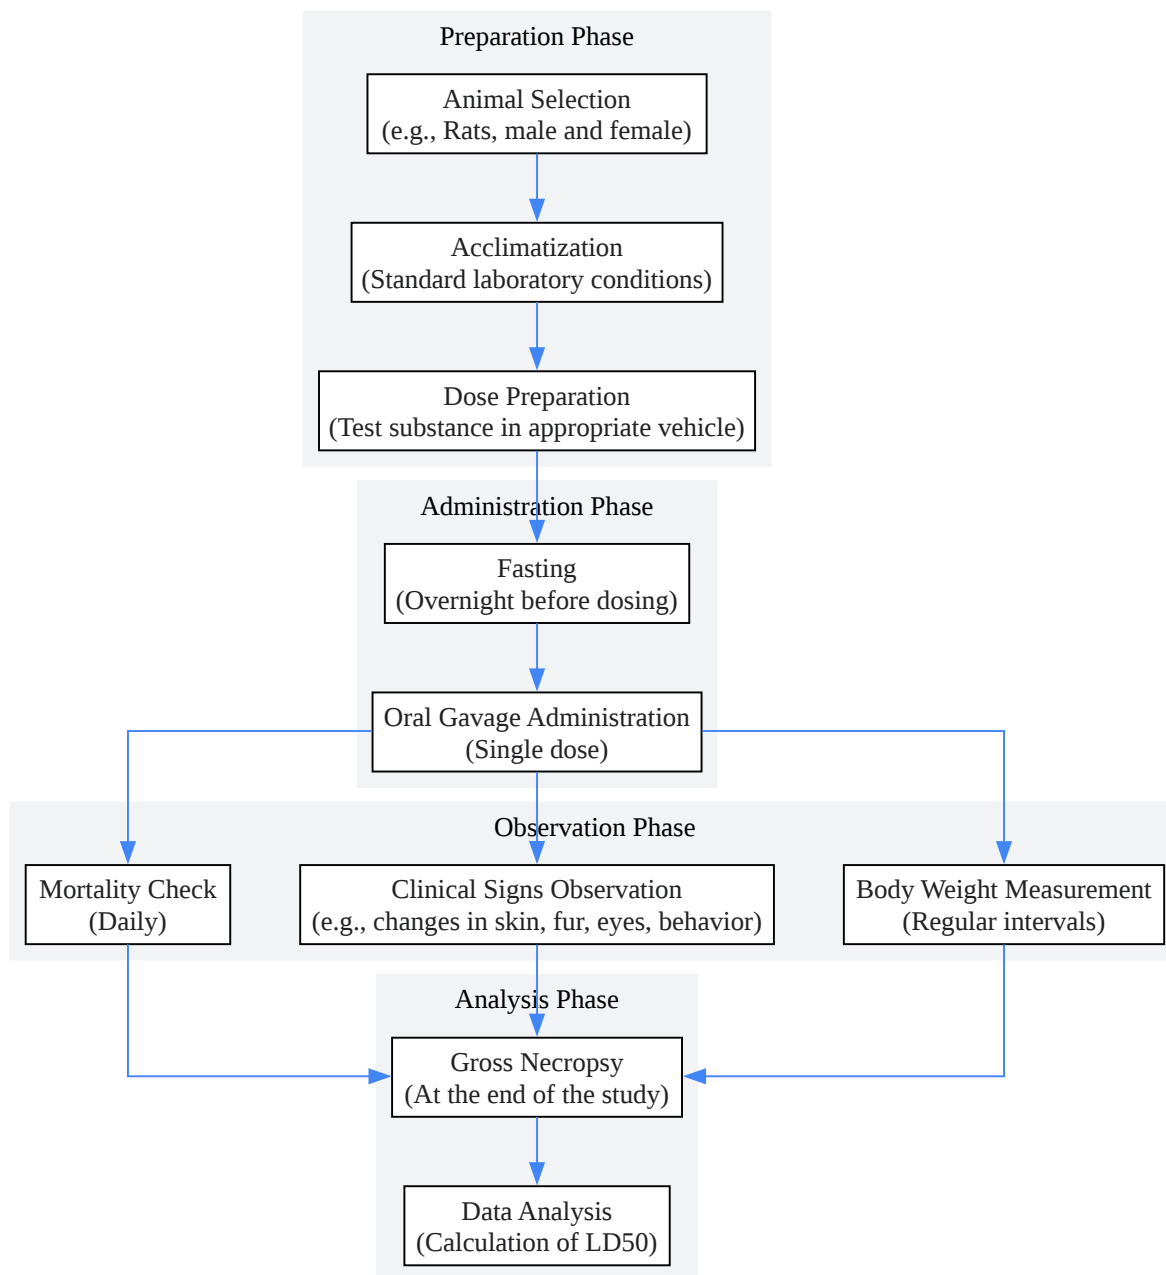 Preparation Phase
Animal Selection
(e.g., Rats, male and female)
Acclimatization
(Standard laboratory conditions)
Dose Preparation
(Test substance in appropriate vehicle)
Administration Phase
Fasting
(Overnight before dosing)
Oral Gavage Administration
(Single dose)
Observation Phase
Mortality Check
(Daily)
Clinical Signs Observation
(e.g., changes in skin, fur, eyes, behavior)
Body Weight Measurement
(Regular intervals)
Analysis Phase
Gross Necropsy
(At the end of the study)
Data Analysis
(Calculation of LD50)